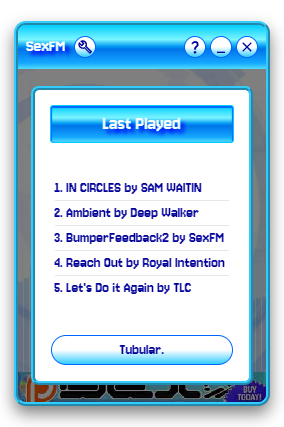 SexFM
?
Last Played
1. IN CIRCLES by SAM WAITIN
2. Ambient by Deep Walker
3. BumperFeedback2 by SexFM
4. Reach Out by Royal Intention
5. Let's Do it Again by TLC
Tubular.
BUY
TODAY!